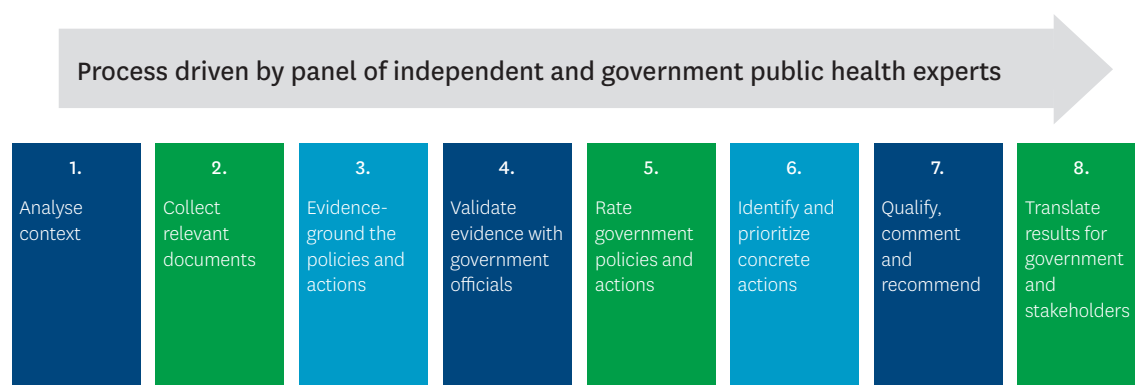 Process driven by panel of independent and government public health experts
1.
Analyse
context
2.
Collect
relevant
documents
3.
Evidence-
ground the
policies and
actions
4.
Validate
evidence with
government
officials
5.
Rate
government
policies and
actions
6.
Identify and
prioritize
concrete
actions
7.
Qualify,
comment
and
recommend
8.
Translate
results for
government
and
stakeholders